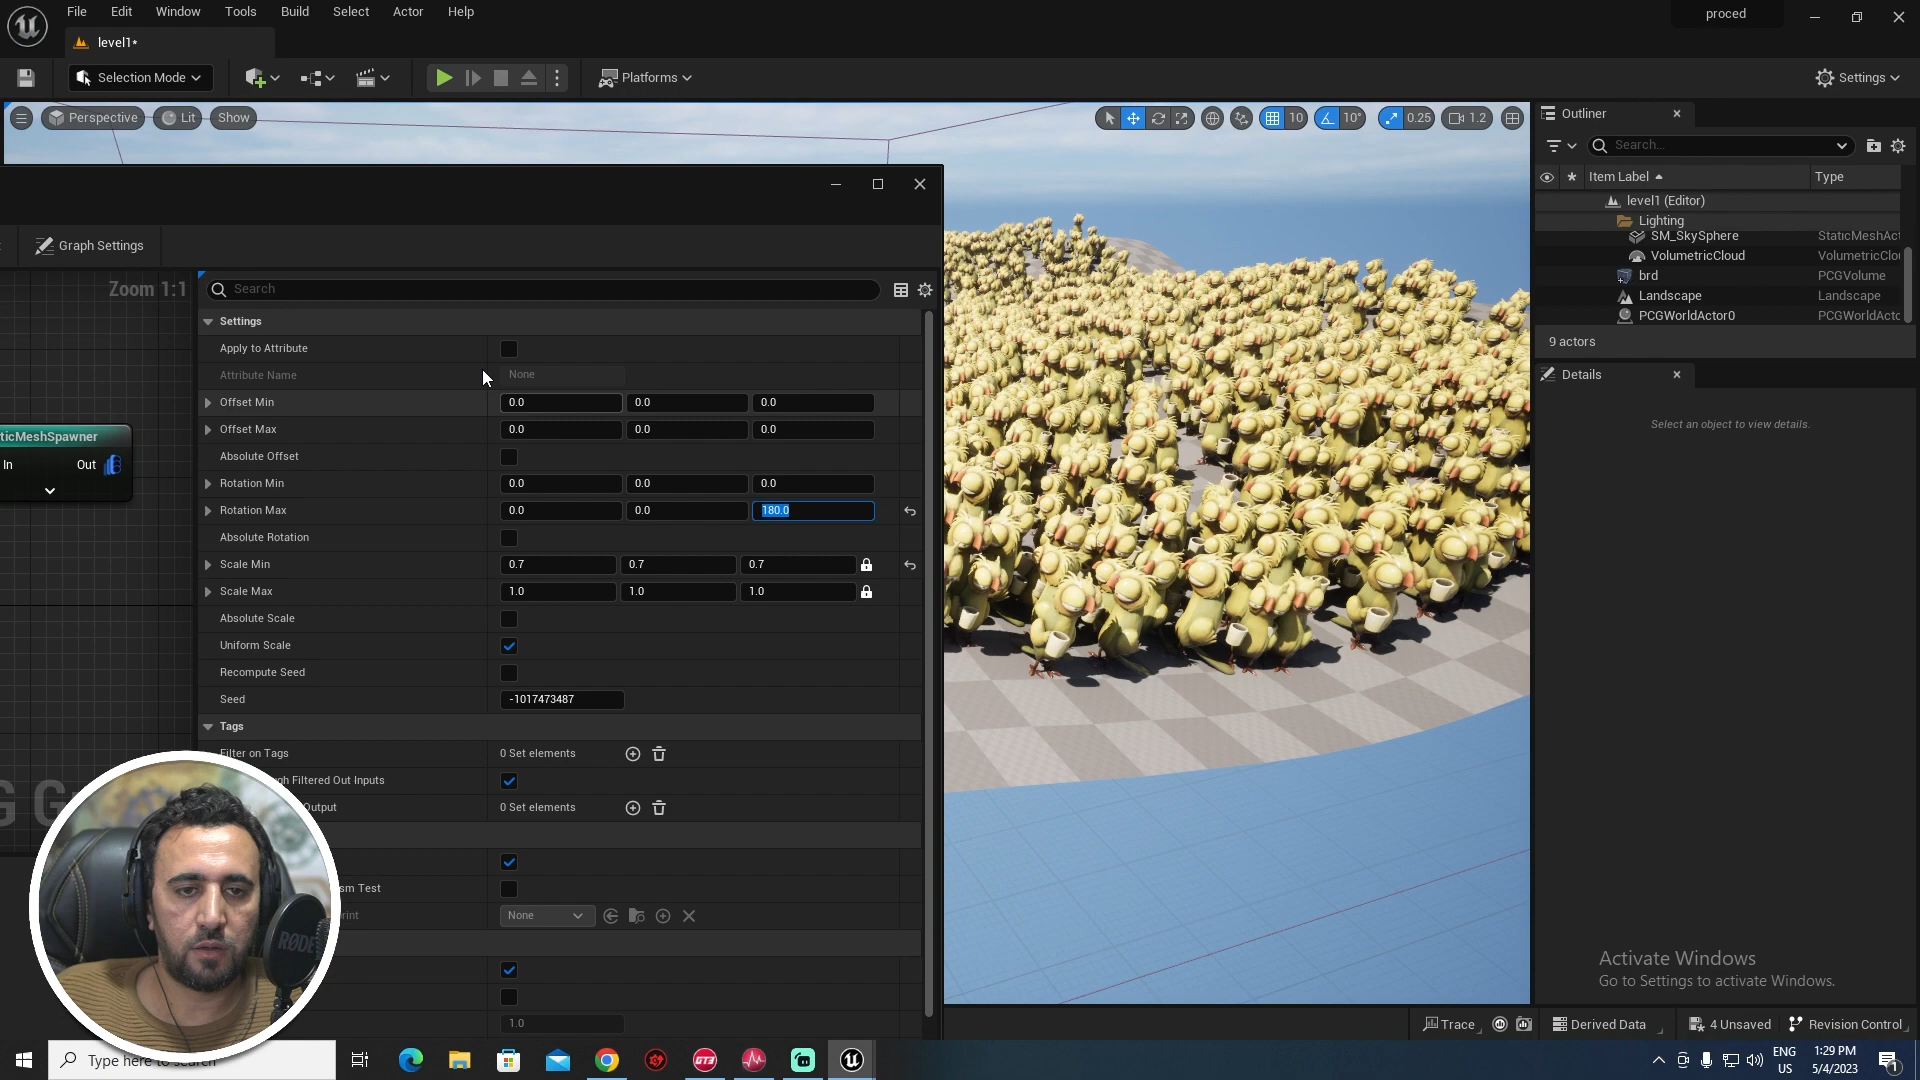 File Edit Window Tools Build Select Actor Help
proced
level1*
Selection Mode
Platforms
Settings
Perspective
Lit
Show
10
10°
0.25
1.2
Outliner
Search...
Item Label
Type
level1 (Editor)
Lighting
SM_SkySphere StaticMeshAct
VolumetricCloud VolumetricClou
brd PCGVolume
Landscape Landscape
PCGWorldActor0 PCGWorldActo
9 actors
Details
Select an object to view details.
Graph Settings
Zoom 1:1
Search
Settings
Apply to Attribute
Attribute Name None
Offset Min 0.0 0.0 0.0
Offset Max 0.0 0.0 0.0
Absolute Offset
Rotation Min 0.0 0.0 0.0
Rotation Max 0.0 0.0 180.0
Absolute Rotation
Scale Min 0.7 0.7 0.7
Scale Max 1.0 1.0 1.0
Absolute Scale
Uniform Scale
Recompute Seed
Seed -1017473487
Tags
Filter on Tags 0 Set elements
gh Filtered Out Inputs
Output 0 Set elements
sm Test
rint None
1.0
ticMeshSpawner
In Out
G G
RØDE
Activate Windows
Go to Settings to activate Windows.
Trace
Derived Data
4 Unsaved
Revision Control
Type here to search
GT3
ENG
US
1:29 PM
5/4/2023
1